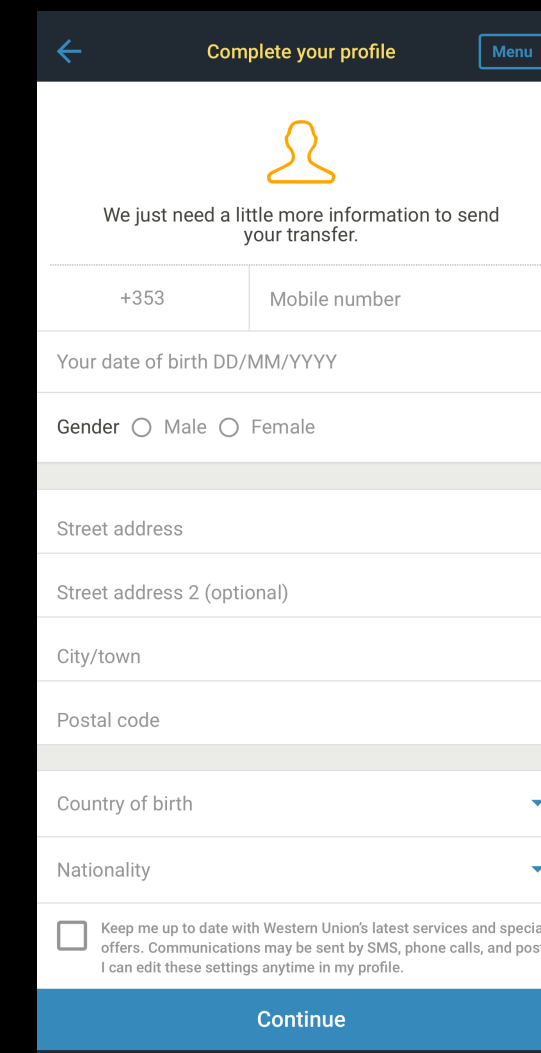 Complete your profile
Menu
We just need a little more information to send
your transfer.
+353
Mobile number
Your date of birth DD/MM/YYYY
Gender Male Female
Street address
Street address 2 (optional)
City/town
Postal code
Country of birth
Nationality
Keep me up to date with Western Union's latest services and specia
offers. Communications may be sent by SMS, phone calls, and post
I can edit these settings anytime in my profile.
Continue